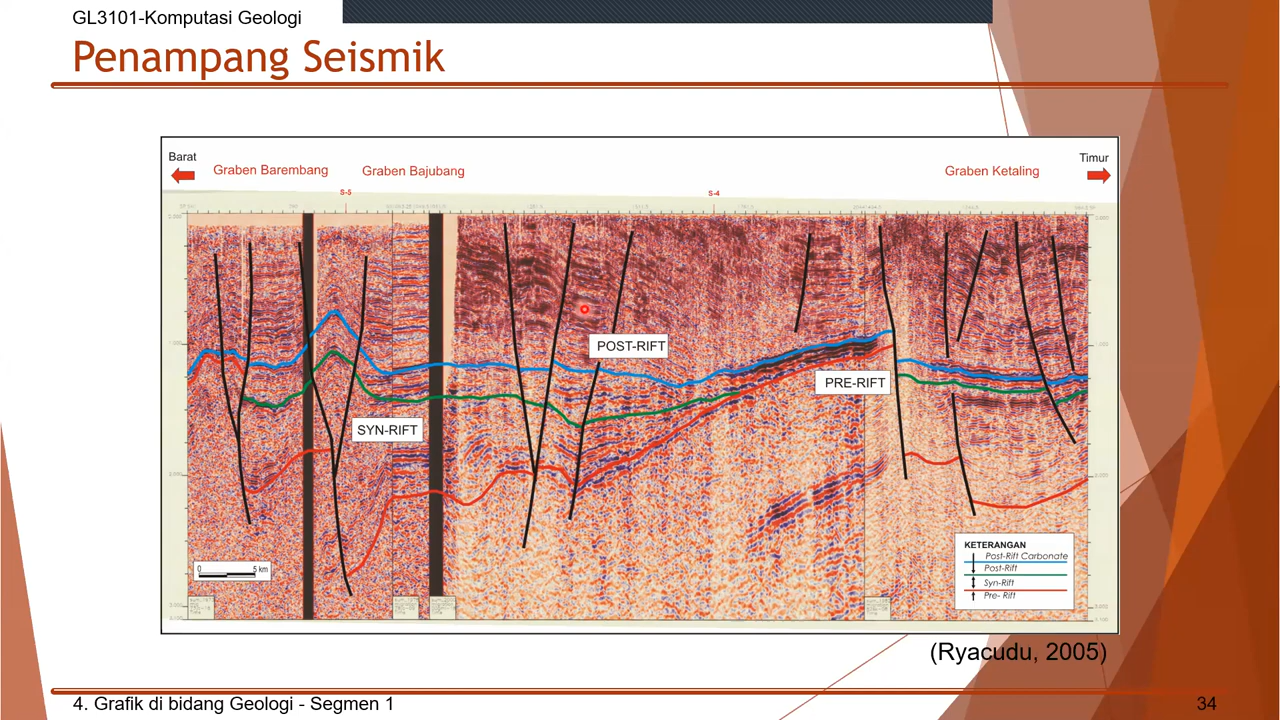 GL3101-Komputasi Geologi
Penampang Seismik
Barat
Graben Barembang
Graben Bajubang
Graben Ketaling
Timur
S-5
S-4
POST-RIFT
PRE-RIFT
SYN-RIFT
0 5 km
KETERANGAN
Post-Rift Carbonate
Post-Rift
Syn-Rift
Pre- Rift
(Ryacudu, 2005)
4. Grafik di bidang Geologi - Segmen 1
34